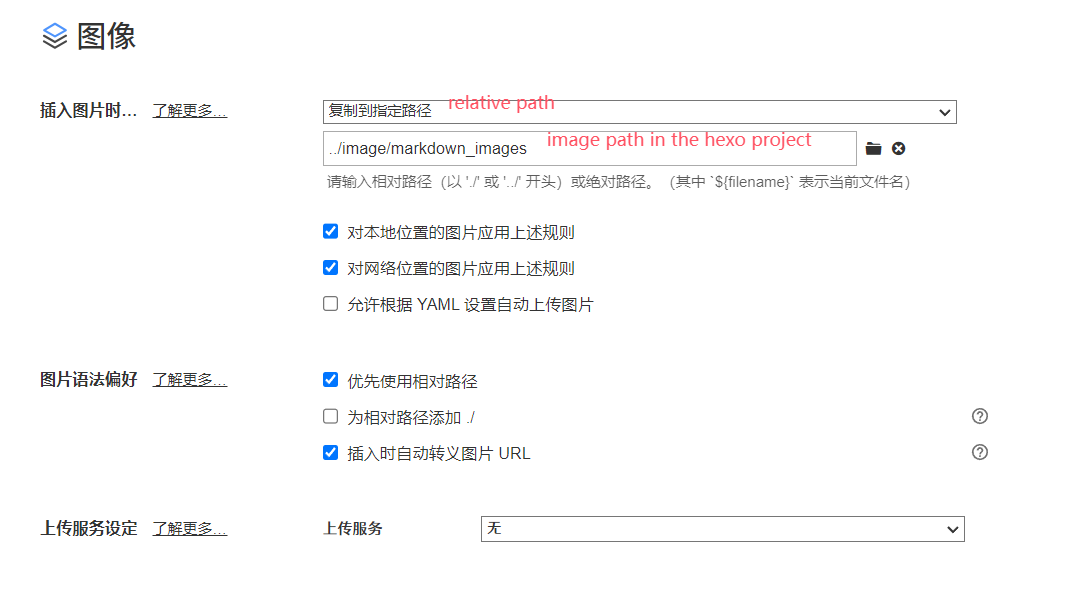 图像
插入图片时… 了解更多… 复制到指定路径 relative path
../image/markdown_images image path in the hexo project
请输入相对路径（以 './' 或 '../' 开头）或绝对路径。（其中 `${filename}` 表示当前文件名）
对本地位置的图片应用上述规则
对网络位置的图片应用上述规则
允许根据 YAML 设置自动上传图片
图片语法偏好 了解更多… 优先使用相对路径
为相对路径添加 ./
插入时自动转义图片 URL
上传服务设定 了解更多… 上传服务 无